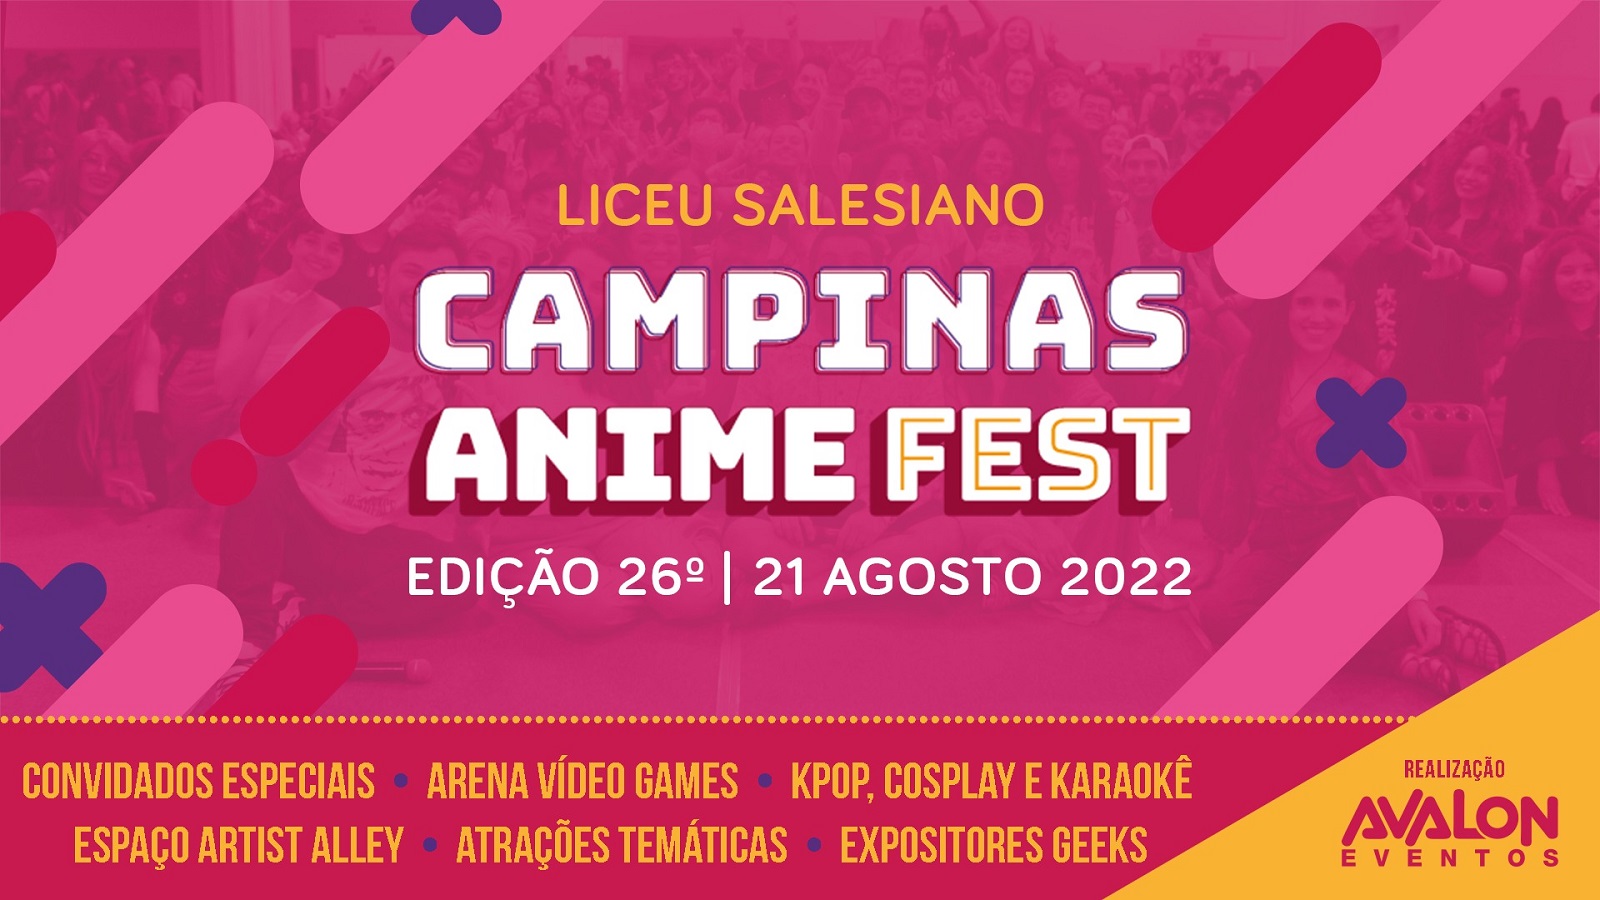 LICEU SALESIANO
CAMPINAS
ANIME FEST
EDIÇÃO 26º | 21 AGOSTO 2022
CONVIDADOS ESPECIAIS • ARENA VÍDEO GAMES • KPOP, COSPLAY E KARAOKÊ
ESPAÇO ARTIST ALLEY • ATRAÇÕES TEMÁTICAS • EXPOSITORES GEEKS
REALIZAÇÃO
AVALON
EVENTOS